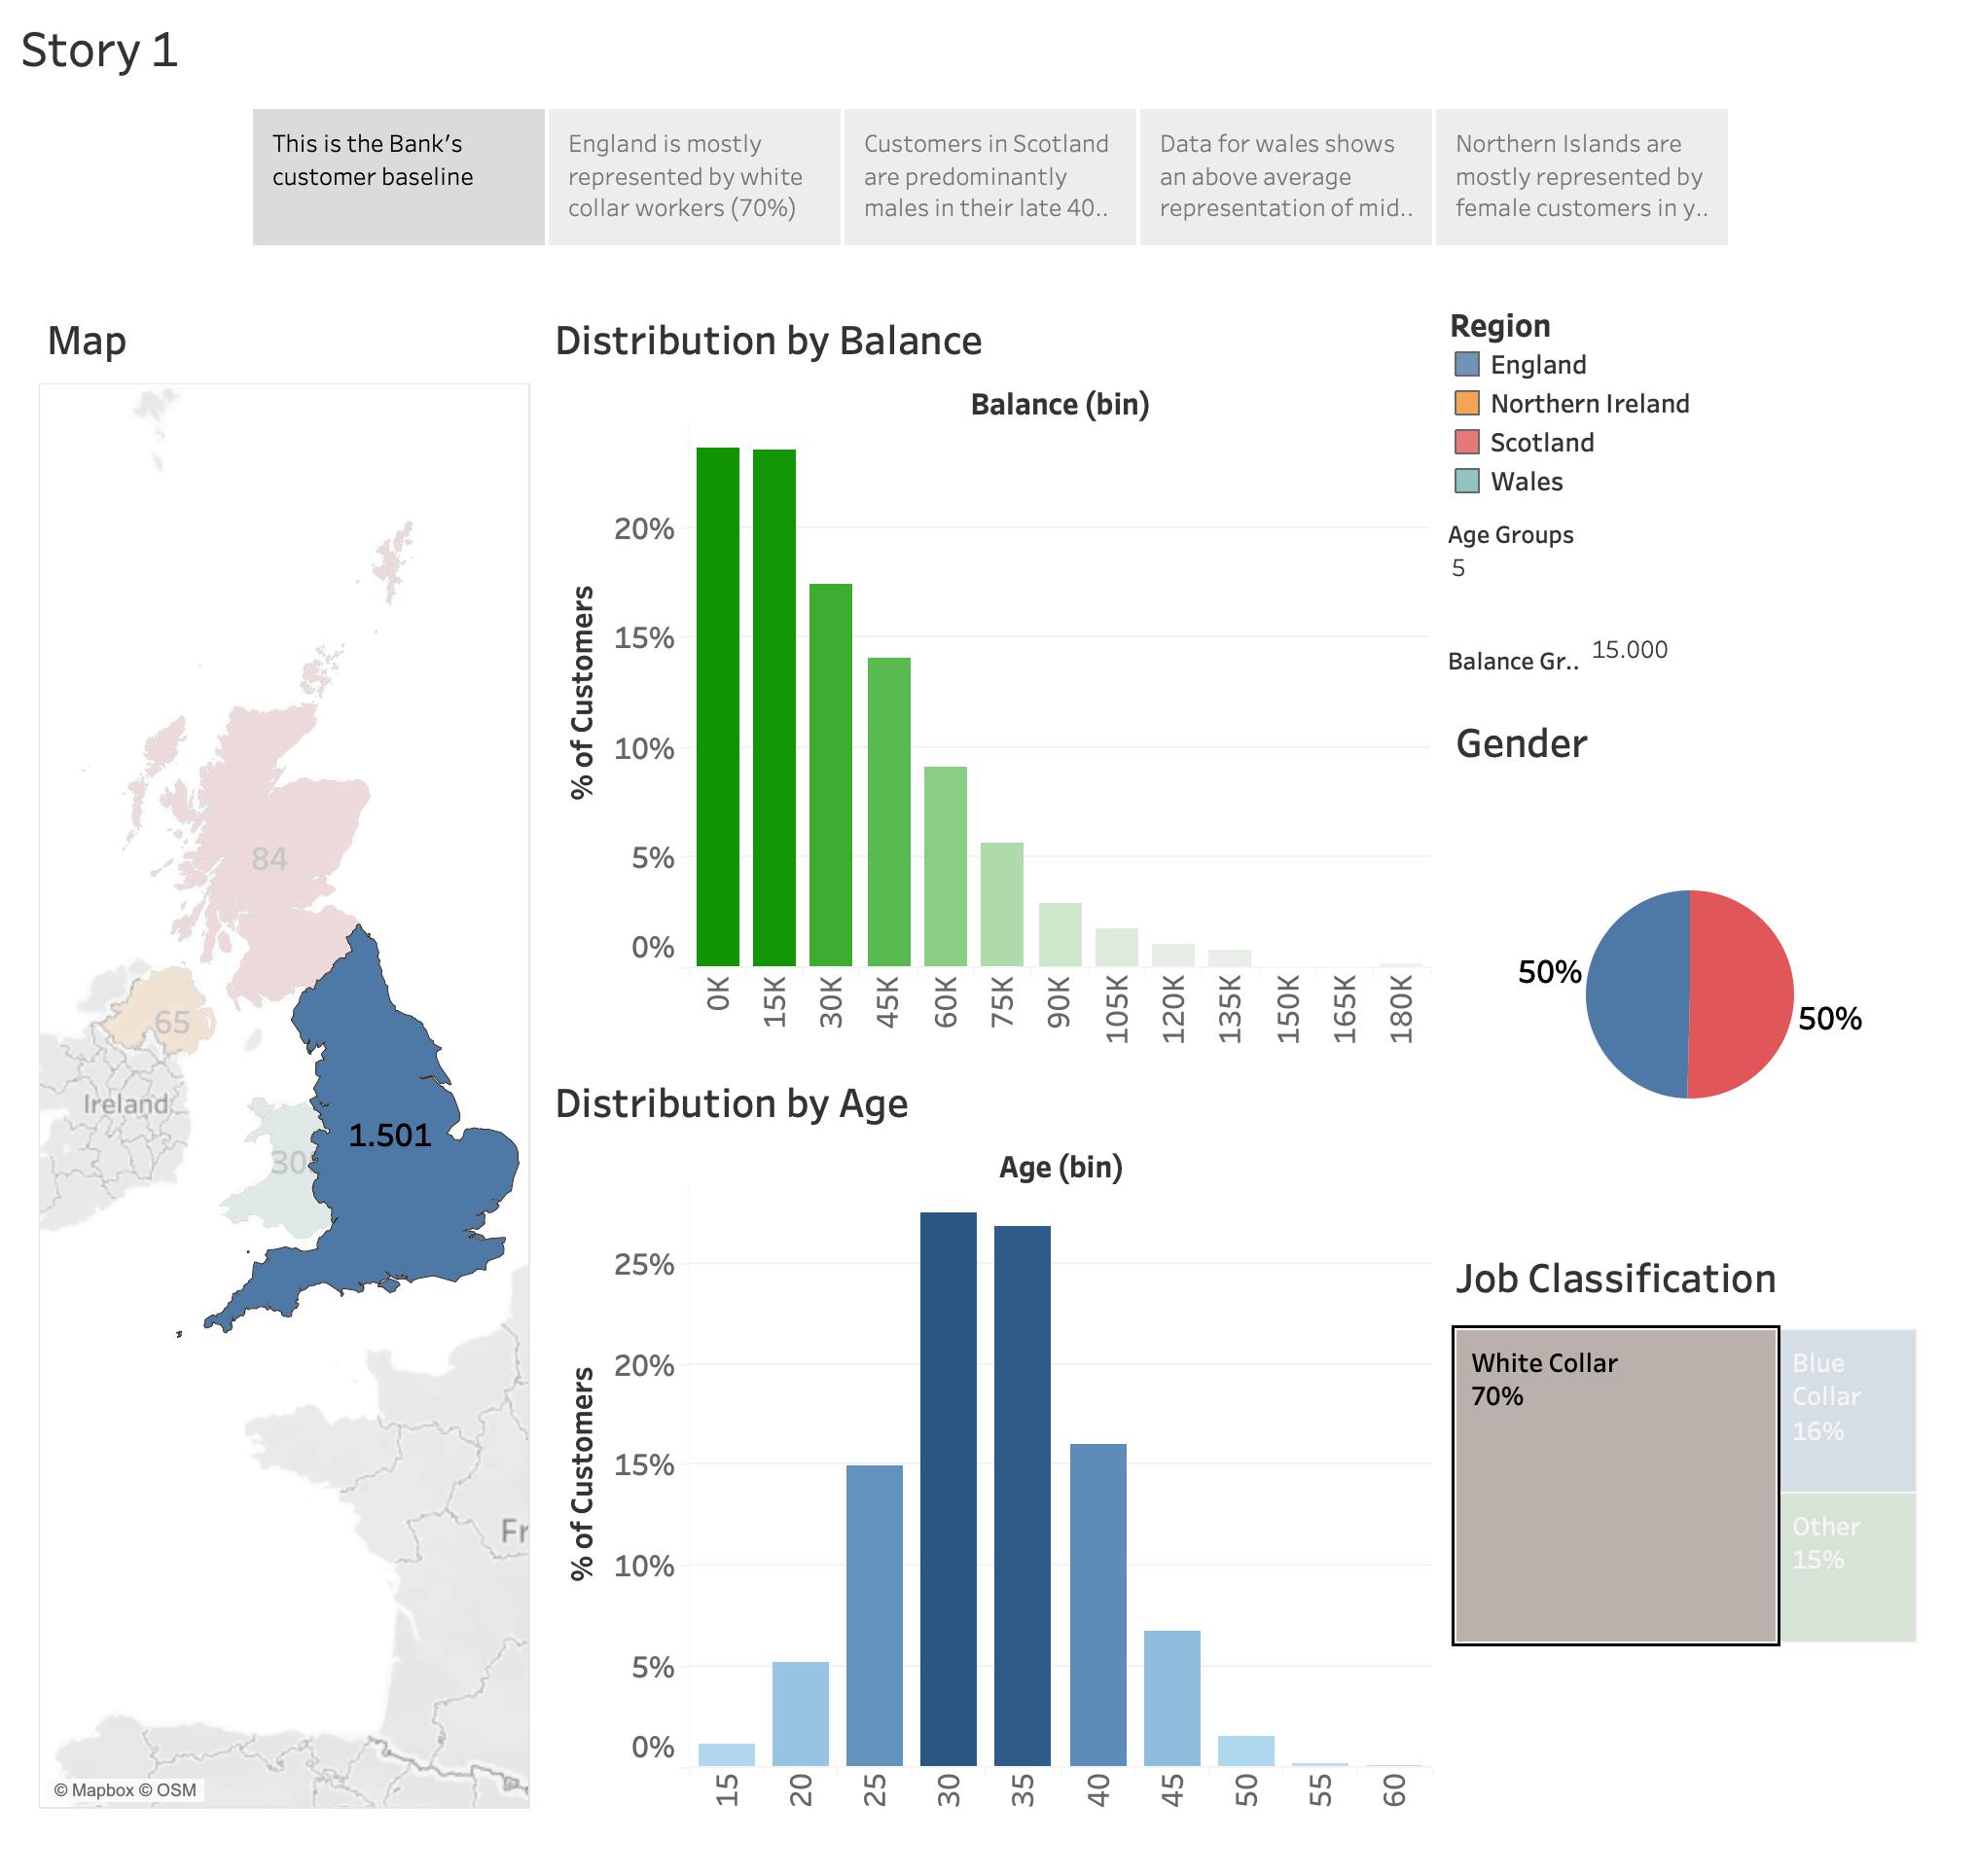 Story 1
This is the Bank's
customer baseline
England is mostly
represented by white
collar workers (70%)
Customers in Scotland
are predominantly
males in their late 40..
Data for wales shows
an above average
representation of mid..
Northern Islands are
mostly represented by
female customers in y..
Map
84
65
Ireland
1.501
30
Fr
© Mapbox © OSM
Distribution by Balance
Balance (bin)
% of Customers
20%
15%
10%
5%
0%
0K
15K
30K
45K
60K
75K
90K
105K
120K
135K
150K
165K
180K
Distribution by Age
Age (bin)
% of Customers
25%
20%
15%
10%
5%
0%
15
20
25
30
35
40
45
50
55
60
Region
England
Northern Ireland
Scotland
Wales
Age Groups
5
Balance Gr.. 15.000
Gender
50%
50%
Job Classification
White Collar
70%
Blue
Collar
16%
Other
15%